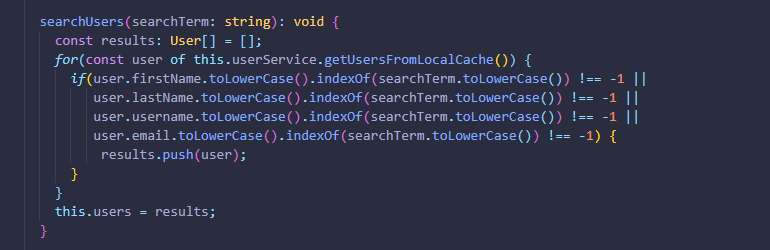 searchUsers(searchTerm: string): void {
const results: User[] = [];
for(const user of this.userService.getUsersFromLocalCache()) {
if(user.firstName.toLowerCase().indexOf(searchTerm.toLowerCase()) !== -1 ||
user.lastName.toLowerCase().indexOf(searchTerm.toLowerCase()) !== -1 ||
user.username.toLowerCase().indexOf(searchTerm.toLowerCase()) !== -1 ||
user.email.toLowerCase().indexOf(searchTerm.toLowerCase()) !== -1) {
results.push(user);
}
}
this.users = results;
}